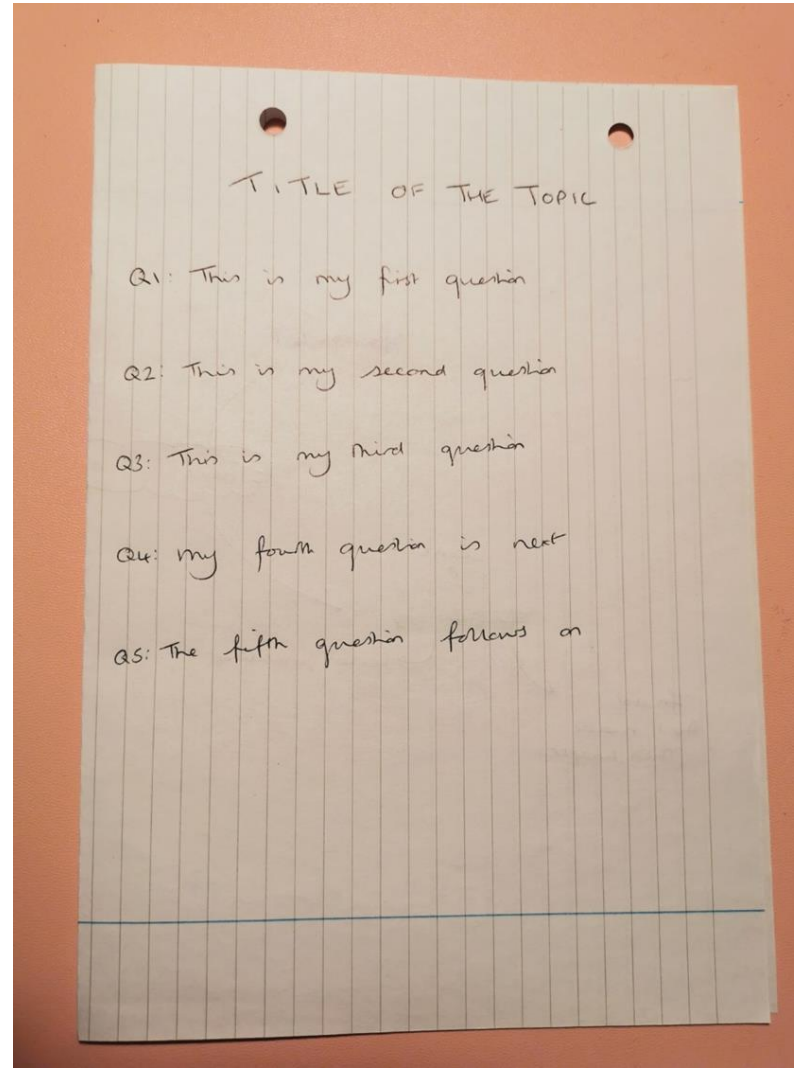 TITLE OF THE TOPIC
Q1: This is my first question
Q2: This is my second question
Q3: This is my third question
Q4: my fourth question is next
Q5: The fifth question follows on